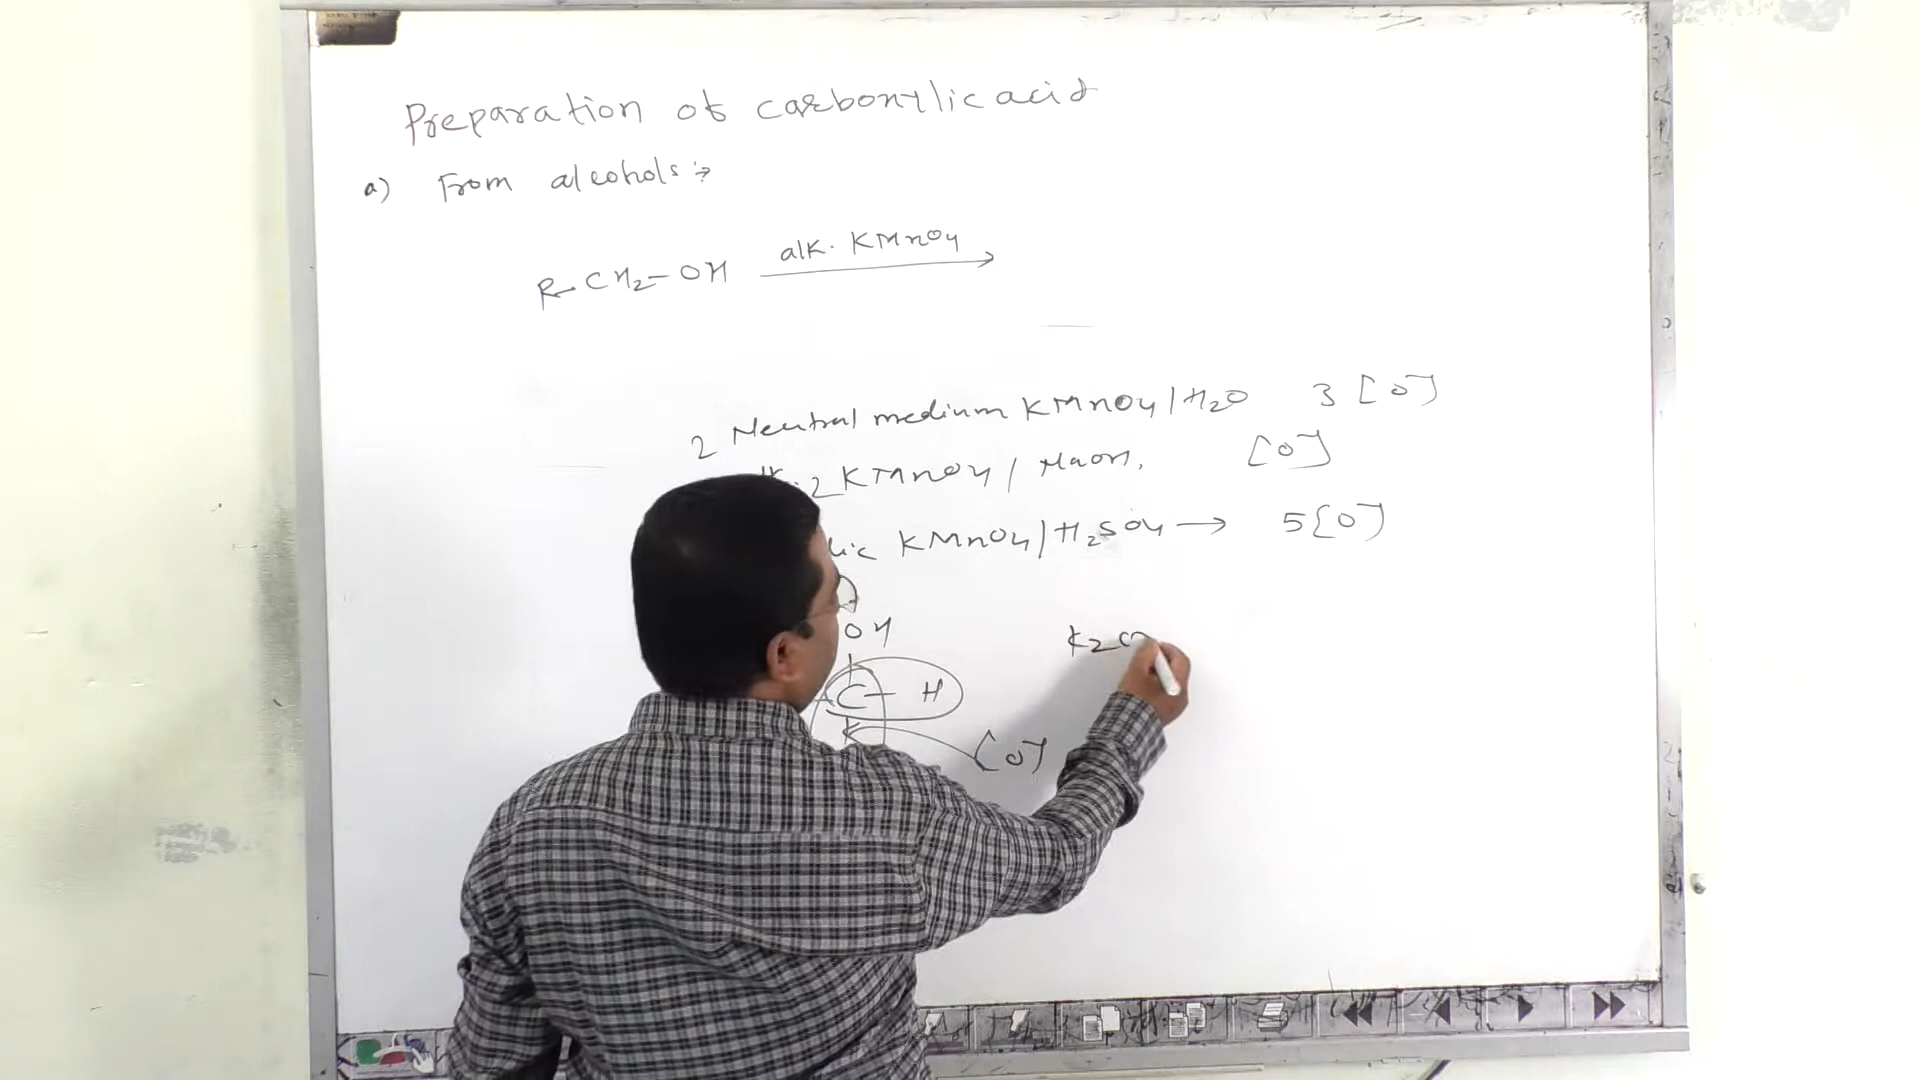 Preparation of carboxylic acid
a) From alcohols :→
R-CH2-OH alk. KMnO4 →
2 Neutral medium KMnO4/H2O 3[O]
2 KMnO4/NaOH, [O]
KMnO4/H2SO4 → 5[O]
OH
K2C
C-H
[O]